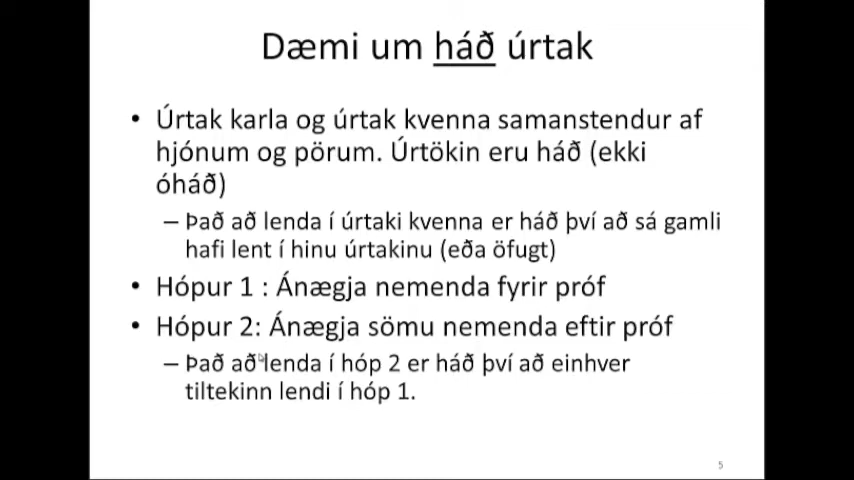 Dæmi um háð úrtak
• Úrtak karla og úrtak kvenna samanstendur af
hjónum og pörum. Úrtökin eru háð (ekki
óháð)
– Það að lenda í úrtaki kvenna er háð því að sá gamli
hafi lent í hinu úrtakinu (eða öfugt)
• Hópur 1 : Ánægja nemenda fyrir próf
• Hópur 2: Ánægja sömu nemenda eftir próf
– Það að lenda í hóp 2 er háð því að einhver
tiltekinn lendi í hóp 1.
5